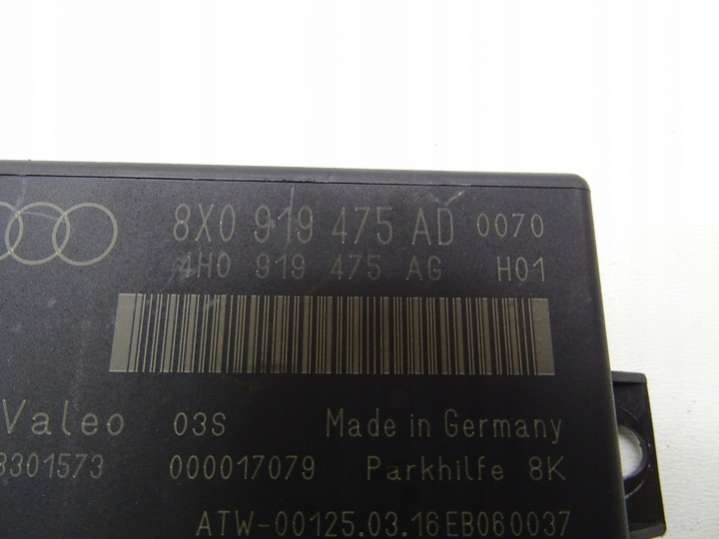 8X0 919 475 AD 0070
4H0 919 475 AG H01
Valeo 03S Made in Germany
8301573 000017079 Parkhilfe 8K
ATW-00125.03.16EB060037